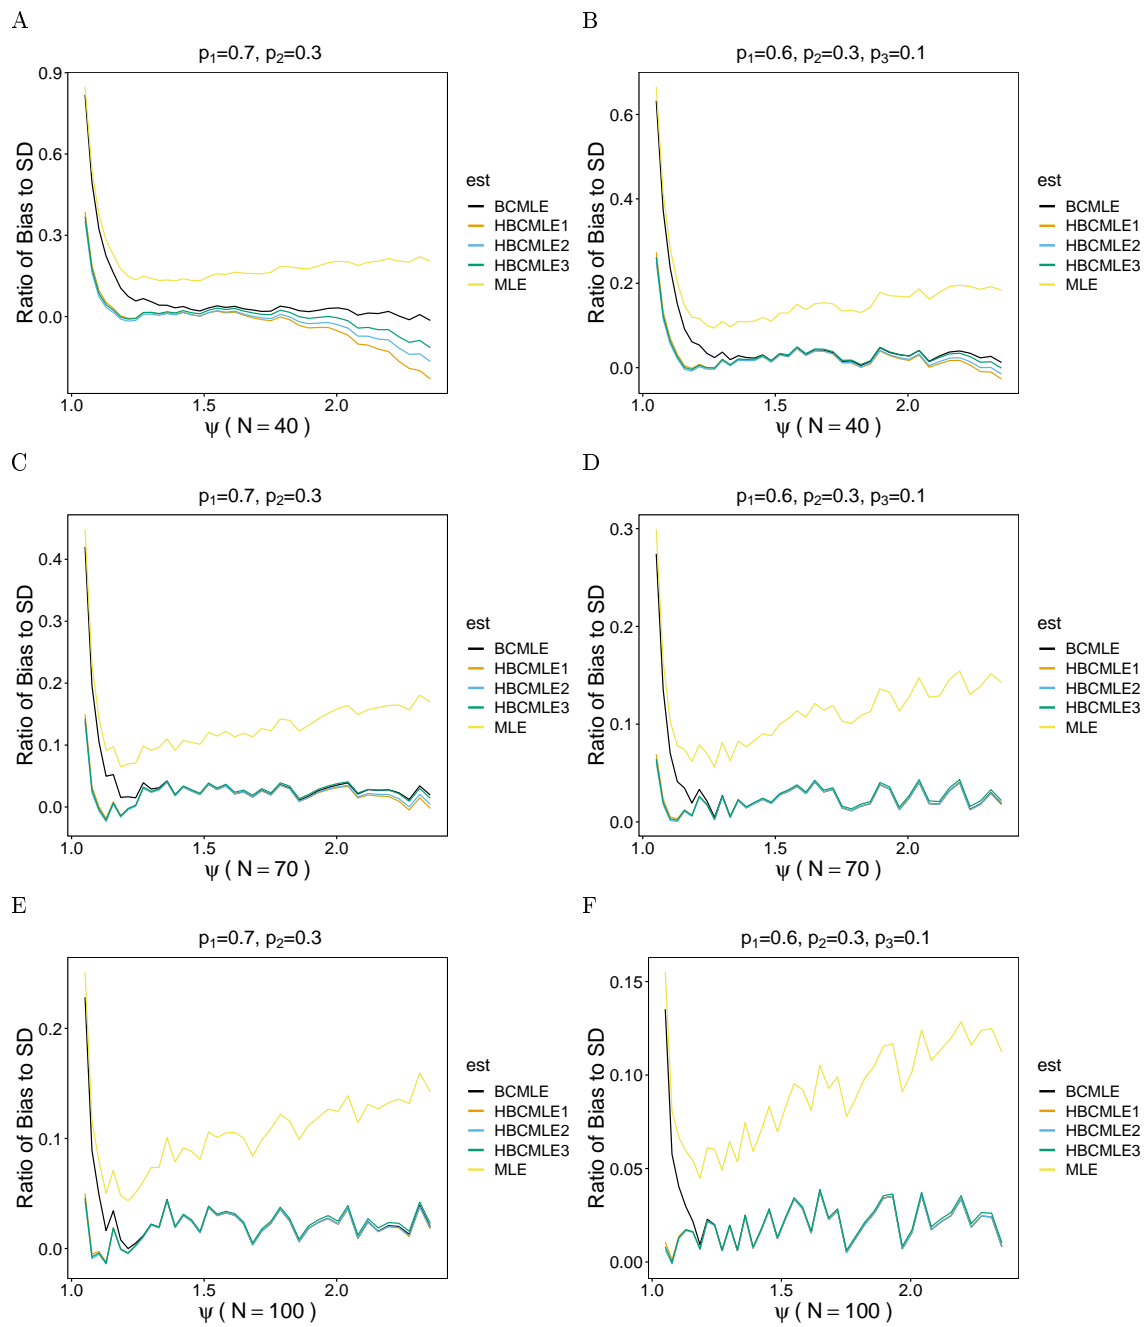 A
p1=0.7, p2=0.3
Ratio of Bias to SD
0.9
0.6
0.3
0.0
1.0
1.5
2.0
ψ ( N = 40 )
est
BCMLE
HBCMLE1
HBCMLE2
HBCMLE3
MLE
B
p1=0.6, p2=0.3, p3=0.1
Ratio of Bias to SD
0.6
0.4
0.2
0.0
1.0
1.5
2.0
ψ ( N = 40 )
est
BCMLE
HBCMLE1
HBCMLE2
HBCMLE3
MLE
C
p1=0.7, p2=0.3
Ratio of Bias to SD
0.4
0.3
0.2
0.1
0.0
1.0
1.5
2.0
ψ ( N = 70 )
est
BCMLE
HBCMLE1
HBCMLE2
HBCMLE3
MLE
D
p1=0.6, p2=0.3, p3=0.1
Ratio of Bias to SD
0.3
0.2
0.1
0.0
1.0
1.5
2.0
ψ ( N = 70 )
est
BCMLE
HBCMLE1
HBCMLE2
HBCMLE3
MLE
E
p1=0.7, p2=0.3
Ratio of Bias to SD
0.2
0.1
0.0
1.0
1.5
2.0
ψ ( N = 100 )
est
BCMLE
HBCMLE1
HBCMLE2
HBCMLE3
MLE
F
p1=0.6, p2=0.3, p3=0.1
Ratio of Bias to SD
0.15
0.10
0.05
0.00
1.0
1.5
2.0
ψ ( N = 100 )
est
BCMLE
HBCMLE1
HBCMLE2
HBCMLE3
MLE